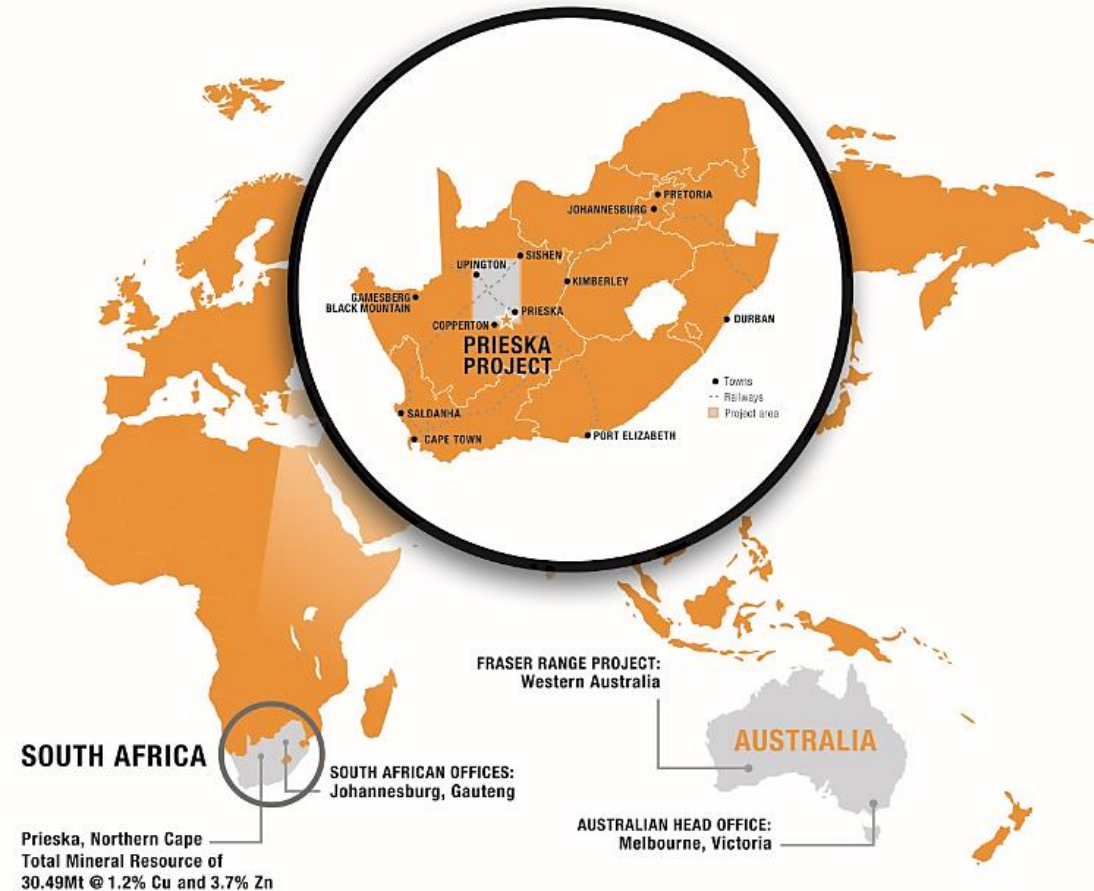 PRETORIA
JOHANNESBURG
SISHEN
UPINGTON
KIMBERLEY
GAMESBERG
BLACK MOUNTAIN
PRIESKA
COPPERTON
DURBAN
PRIESKA
PROJECT
Towns
Railways
Project area
SALDANHA
CAPE TOWN
PORT ELIZABETH
FRASER RANGE PROJECT:
Western Australia
AUSTRALIA
SOUTH AFRICA
SOUTH AFRICAN OFFICES:
Johannesburg, Gauteng
AUSTRALIAN HEAD OFFICE:
Melbourne, Victoria
Prieska, Northern Cape
Total Mineral Resource of
30.49Mt @ 1.2% Cu and 3.7% Zn